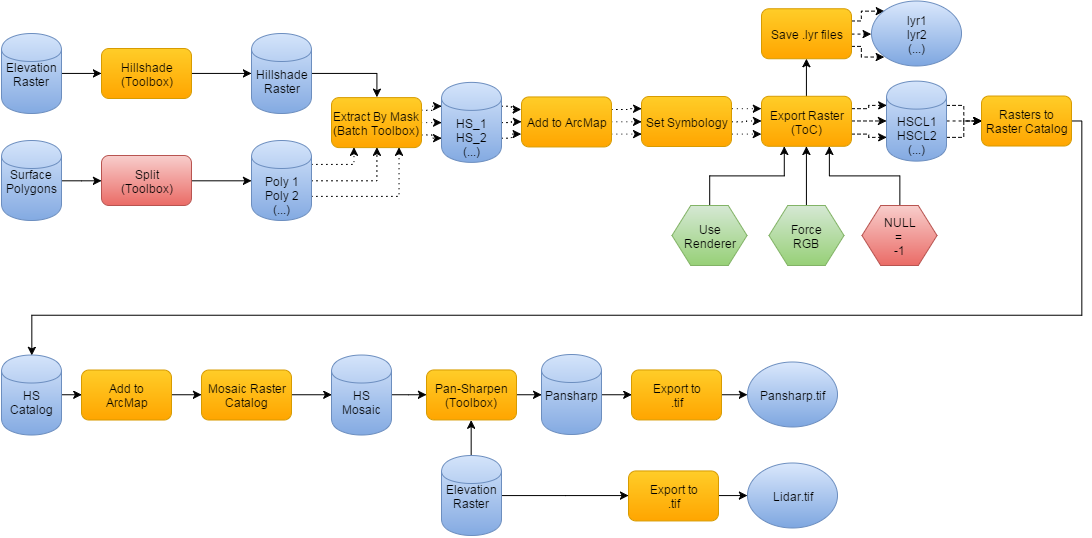 Save .lyr files
lyr1
lyr2
(...)
Elevation
Raster
Hillshade
(Toolbox)
Hillshade
Raster
Extract By Mask
(Batch Toolbox)
HS_1
HS_2
(...)
Add to ArcMap
Set Symbology
Export Raster
(ToC)
HSCL1
HSCL2
(...)
Rasters to
Raster Catalog
Surface
Polygons
Split
(Toolbox)
Poly 1
Poly 2
(...)
Use
Renderer
Force
RGB
NULL
=
-1
HS
Catalog
Add to
ArcMap
Mosaic Raster
Catalog
HS
Mosaic
Pan-Sharpen
(Toolbox)
Pansharp
Export to
.tif
Pansharp.tif
Elevation
Raster
Export to
.tif
Lidar.tif